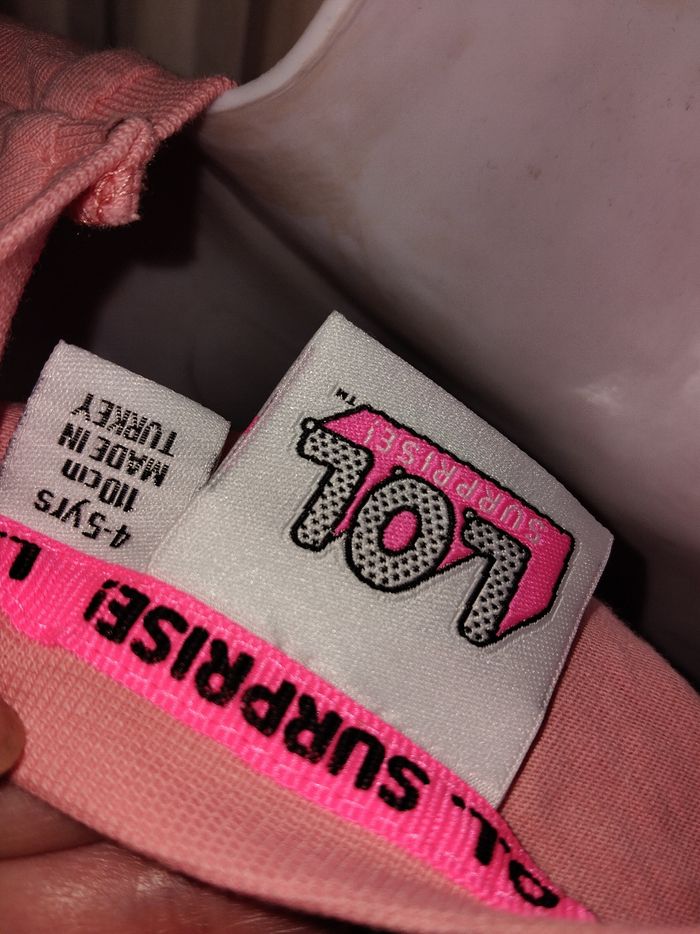 4-5yrs
110cm
MADE IN
TURKEY
LOL
SURPRISE!
™
O.L. SURPRISE! L.